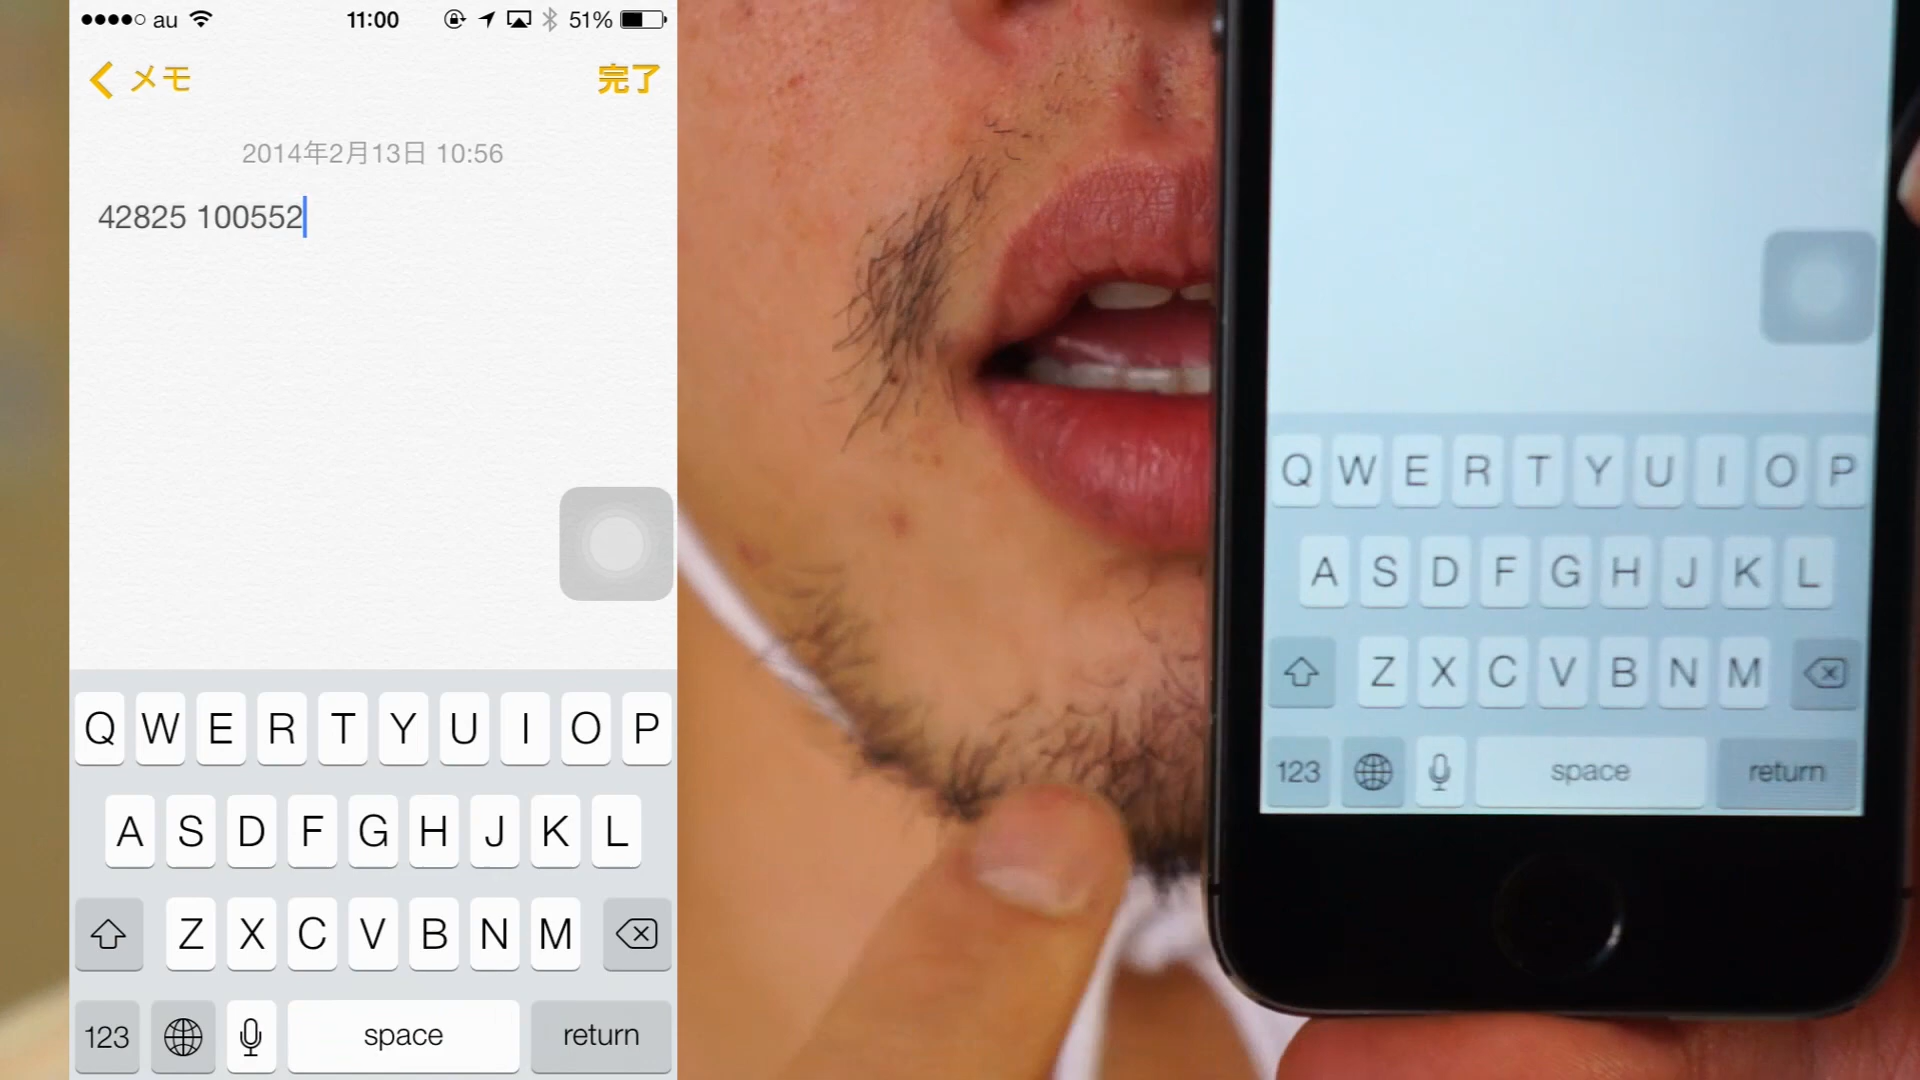 au 11:00 51%
メモ 完了
2014年2月13日 10:56
42825 100552
Q W E R T Y U I O P
A S D F G H J K L
Z X C V B N M
123 space return
Q W E R T Y U I O P
A S D F G H J K L
Z X C V B N M
123 space return